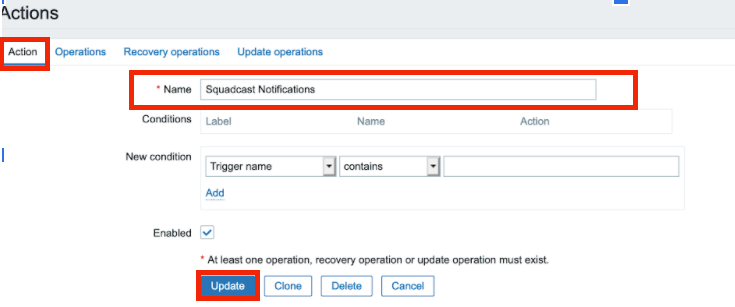 Actions
Action Operations Recovery operations Update operations
* Name Squadcast Notifications
Conditions Label Name Action
New condition Trigger name contains
Add
Enabled
* At least one operation, recovery operation or update operation must exist.
Update Clone Delete Cancel